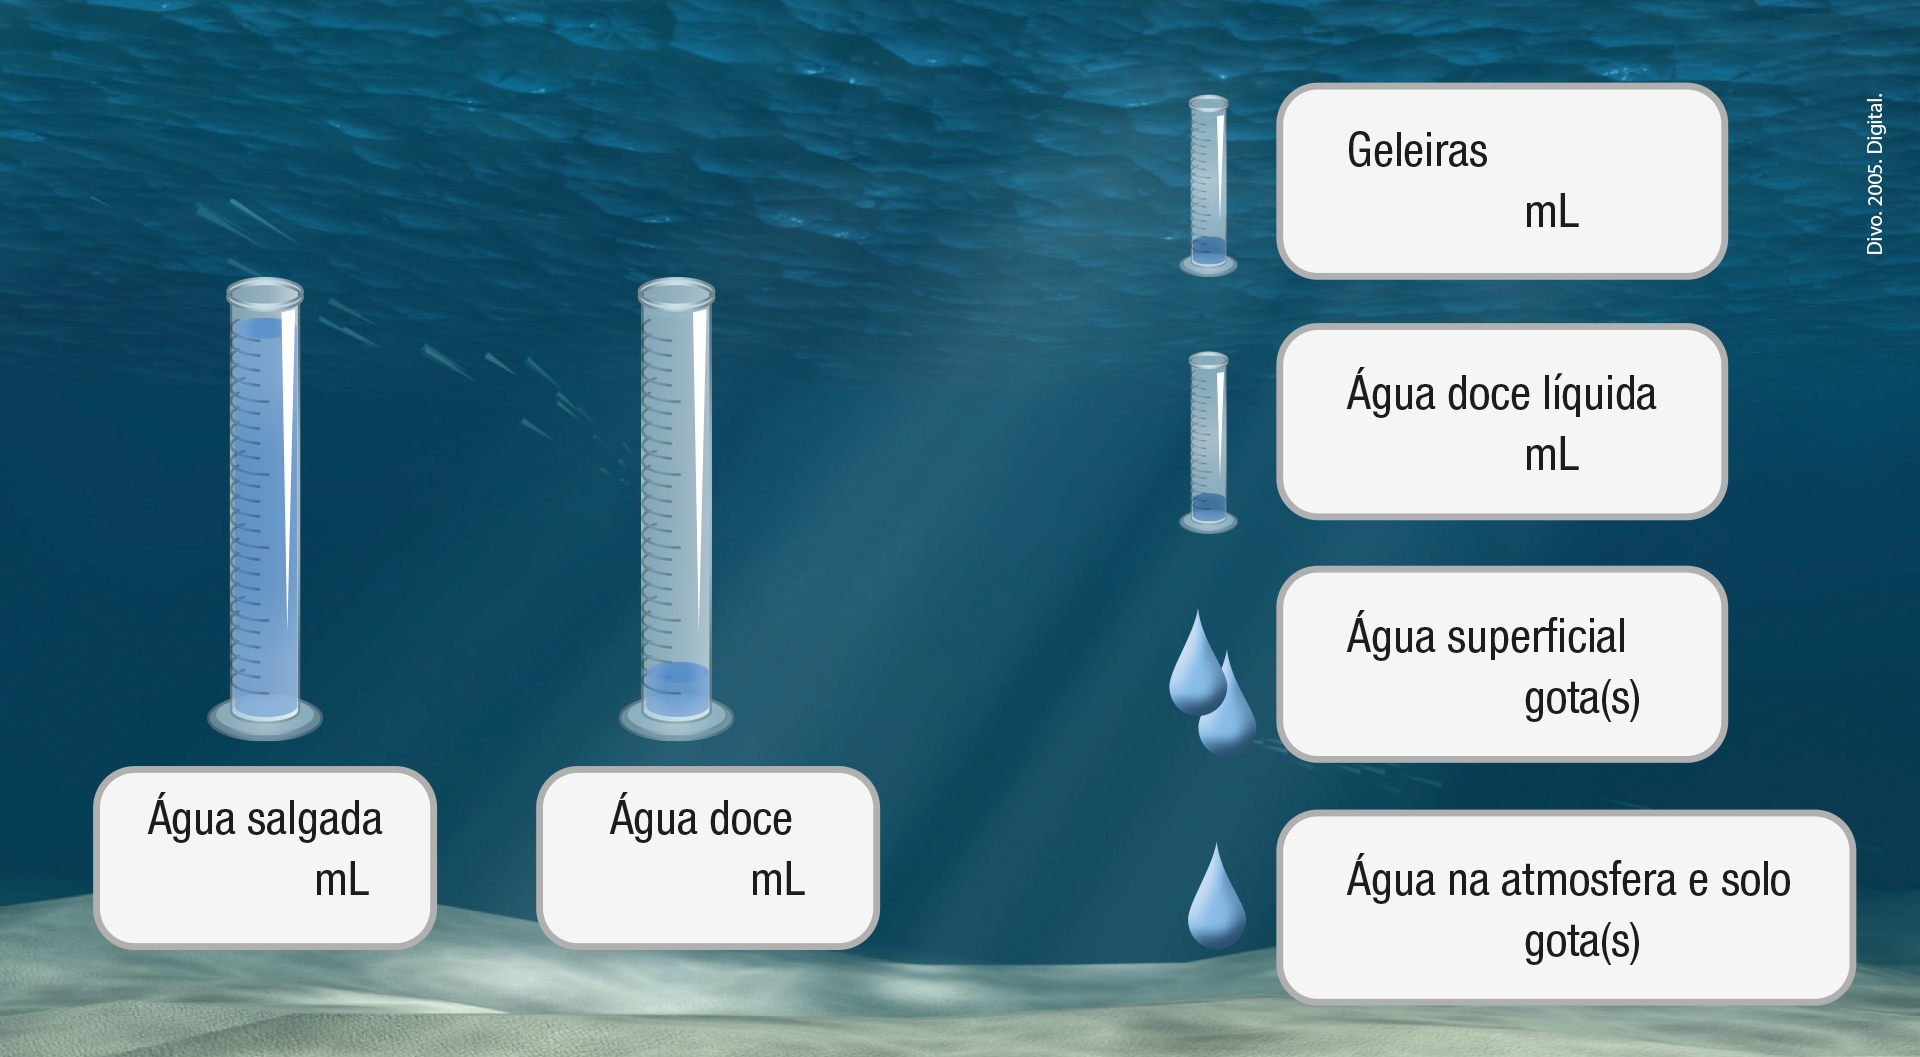 Geleiras
mL
Água doce líquida
mL
Água superficial
gota(s)
Água na atmosfera e solo
gota(s)
Água salgada
mL
Água doce
mL
Divo. 2005. Digital.